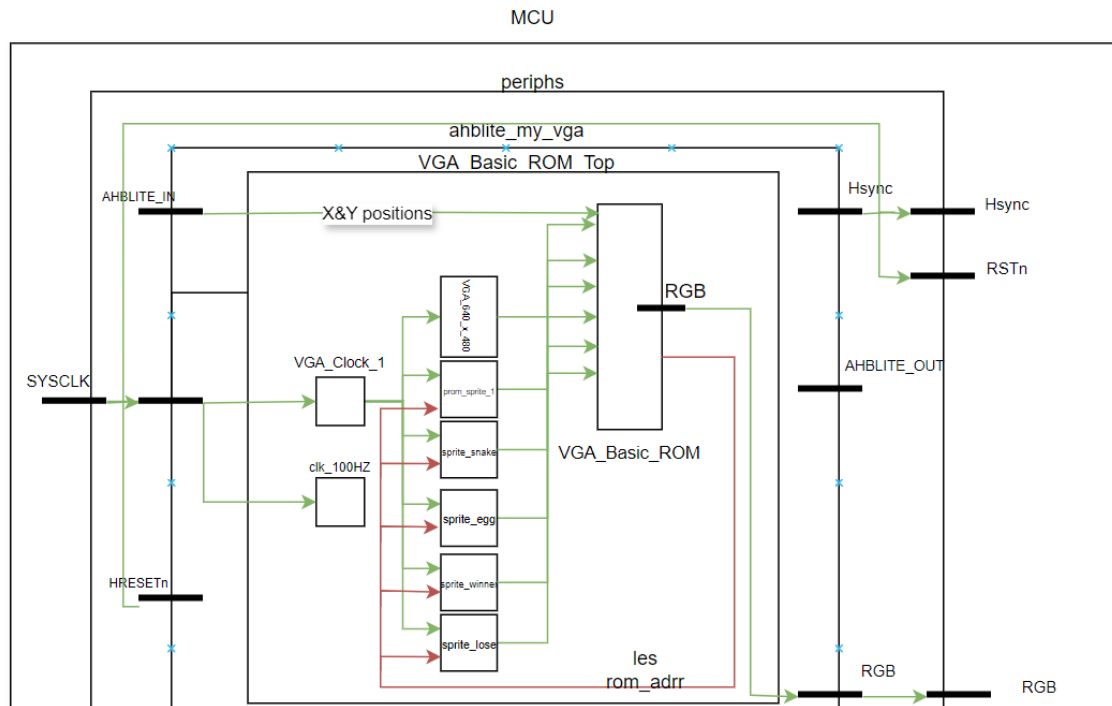 MCU
periphs
ahblite_my_vga
VGA_Basic_ROM_Top
AHBLITE_IN
X&Y positions
Hsync
Hsync
RSTn
VGA_640_x_480
RGB
VGA_Clock_1
prom_sprite_1
SYSCLK
AHBLITE_OUT
sprite_snake
VGA_Basic_ROM
clk_100HZ
sprite_egg
HRESETn
sprite_winner
sprite_lose
les
rom_adrr
RGB
RGB